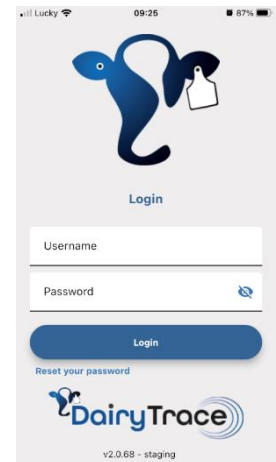 Lucky 09:25 87%
Login
Username
Password
Login
Reset your password
DairyTrace
v2.0.68 - staging